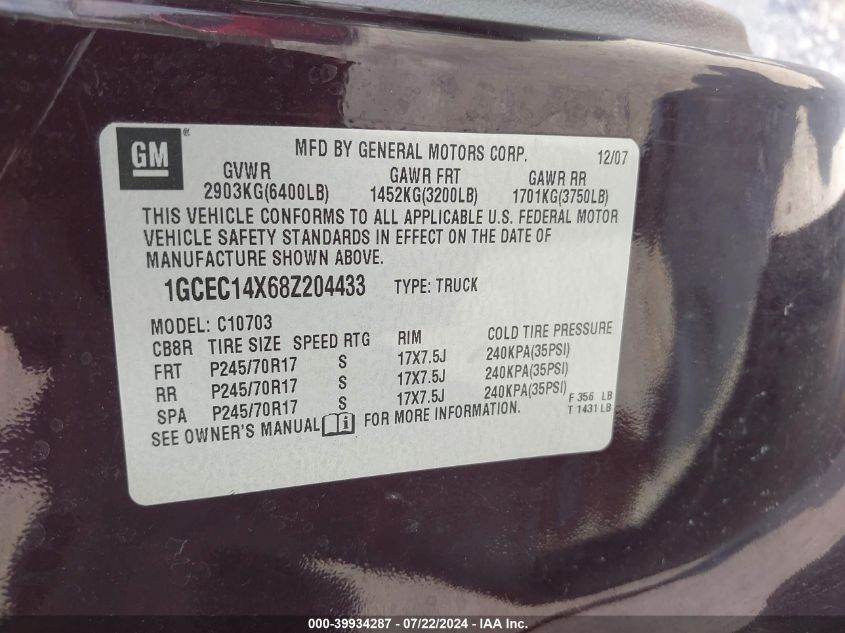 GM ® MFD BY GENERAL MOTORS CORP. 12/07
GVWR GAWR FRT GAWR RR
2903KG(6400LB) 1452KG(3200LB) 1701KG(3750LB)
THIS VEHICLE CONFORMS TO ALL APPLICABLE U.S. FEDERAL MOTOR
VEHICLE SAFETY STANDARDS IN EFFECT ON THE DATE OF
MANUFACTURE SHOWN ABOVE.
1GCEC14X68Z204433 TYPE: TRUCK
MODEL: C10703
CB8R TIRE SIZE SPEED RTG RIM COLD TIRE PRESSURE
FRT P245/70R17 S 17X7.5J 240KPA(35PSI)
RR P245/70R17 S 17X7.5J 240KPA(35PSI)
SPA P245/70R17 S 17X7.5J 240KPA(35PSI) F 356 LB
T 1431 LB
SEE OWNER'S MANUAL i FOR MORE INFORMATION.
000-39934287 - 07/22/2024 - IAA Inc.